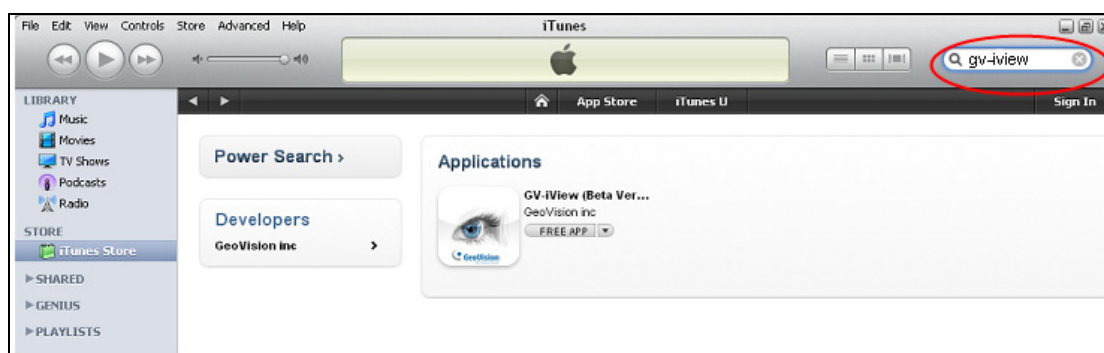 File Edit View Controls Store Advanced Help
iTunes
gv-iview
LIBRARY
Music
Movies
TV Shows
Podcasts
Radio
STORE
iTunes Store
SHARED
GENIUS
PLAYLISTS
App Store
iTunes U
Sign In
Power Search ›
Developers
GeoVision inc
Applications
GV-iView (Beta Ver...
GeoVision inc
FREE APP
GeoVision